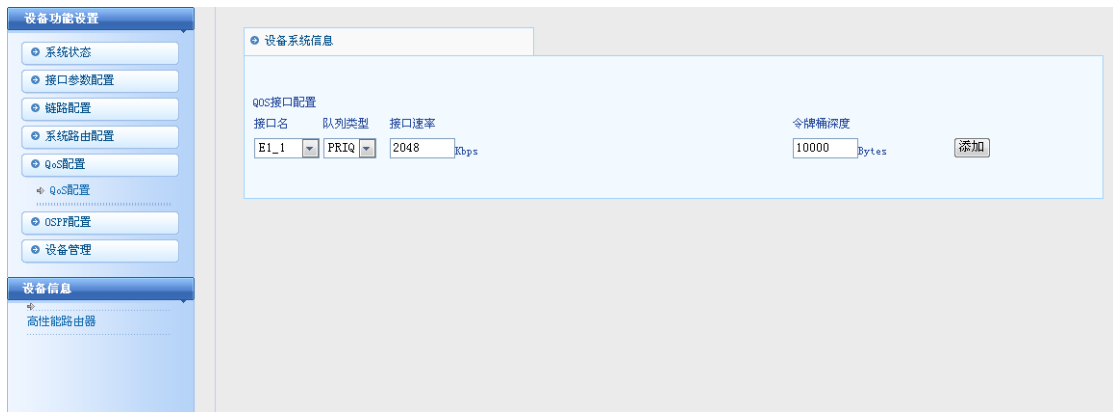 设备功能设置
系统状态
接口参数配置
链路配置
系统路由配置
QoS配置
QoS配置
OSPF配置
设备管理
设备信息
高性能路由器
设备系统信息
QOS接口配置
接口名 队列类型 接口速率 令牌桶深度
E1_1 PRIQ 2048 Kbps 10000 Bytes 添加